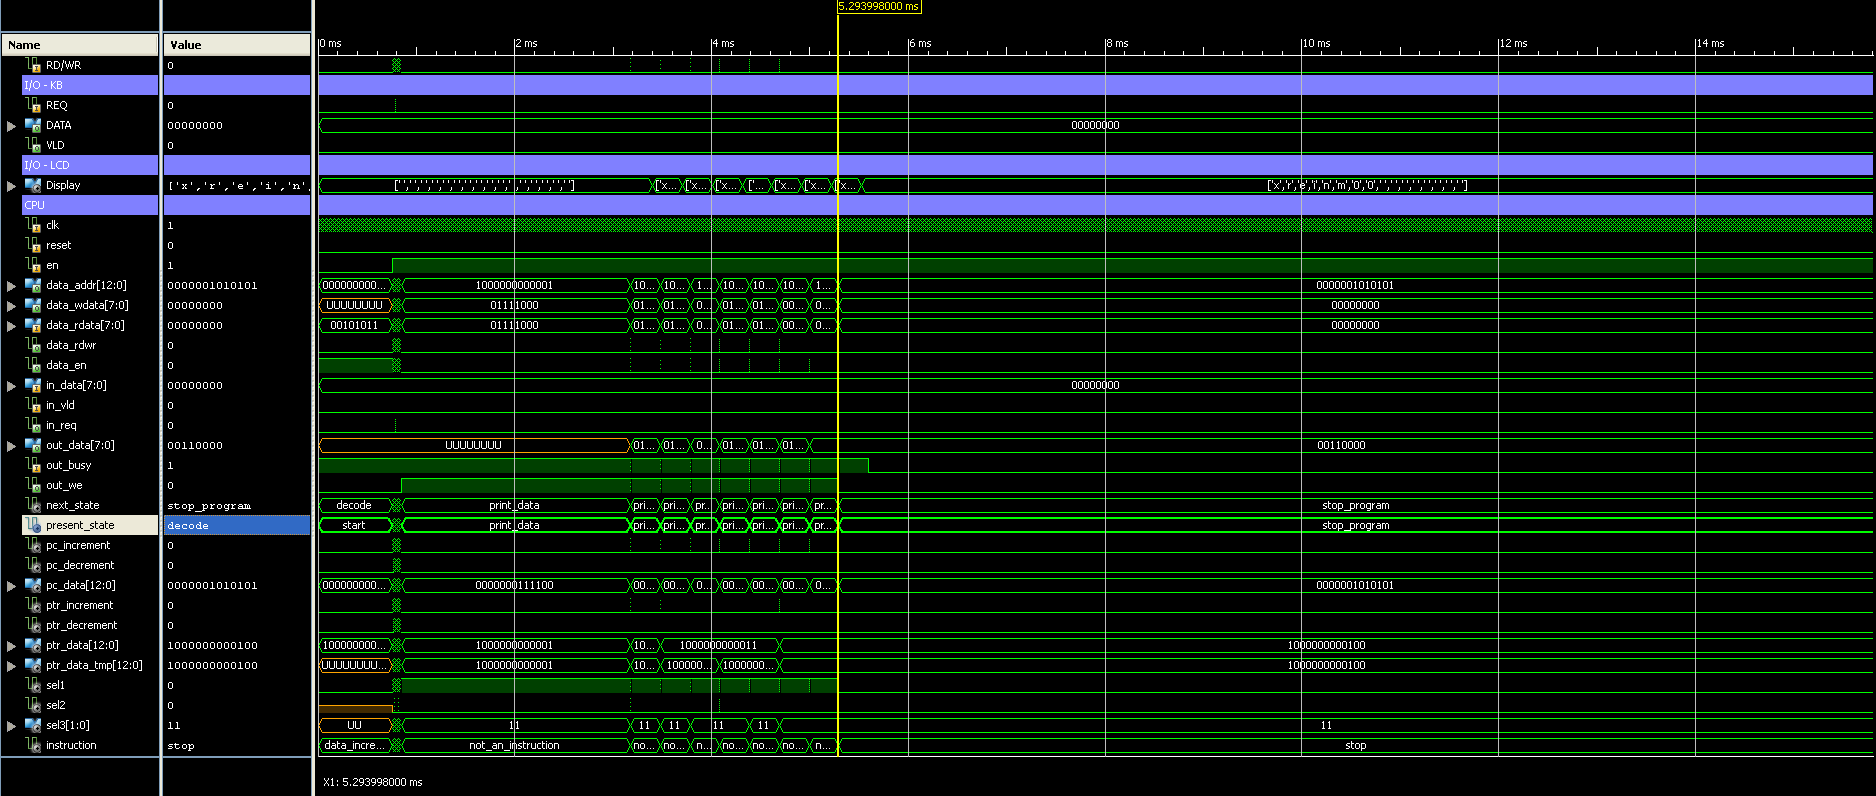 5.293998000 ms
Name Value 0 ms 2 ms 4 ms 6 ms 8 ms 10 ms 12 ms 14 ms
RD/WR 0
I/O - KB
REQ 0
DATA 00000000 00000000
VLD 0
I/O - LCD
Display ['x','r','e','i','n', ['x... ['x... ['x... ['... ['x... ['x... ['x... ['x',r,'e',i,'n','m','0','0',' ',' ',' ',' ',' ',' ',' ',' ']
CPU
clk 1
reset 0
en 1
data_addr[12:0] 0000001010101 000000000... 1000000000001 10... 10... 1... 10... 10... 10... 1... 0000001010101
data_wdata[7:0] 00000000 UUUUUUUU 01111000 01... 01... 0... 01... 01... 00... 0... 00000000
data_rdata[7:0] 00000000 00101011 01111000 01... 01... 0... 01... 01... 00... 0... 00000000
data_rdwr 0
data_en 0
in_data[7:0] 00000000 00000000
in_vld 0
in_req 0
out_data[7:0] 00110000 UUUUUUUU 01... 01... 0... 01... 01... 01... 00110000
out_busy 1
out_we 0
next_state stop_program decode print_data pri... pri... pr... pri... pri... pri... pr... stop_program
present_state decode start print_data pri... pri... pr... pri... pri... pri... pr... stop_program
pc_increment 0
pc_decrement 0
pc_data[12:0] 0000001010101 000000000... 0000000111100 00... 00... 0... 00... 00... 00... 0... 0000001010101
ptr_increment 0
ptr_decrement 0
ptr_data[12:0] 1000000000100 100000000... 1000000000001 10... 1000000000011 1000000000100
ptr_data_tmp[12:0] 1000000000100 UUUUUUUU... 1000000000001 10... 100000... 1000000... 1000000000100
sel1 0
sel2 0
sel3[1:0] 11 UU 11 11 11 11 11 11
instruction stop data_incre... not_an_instruction no... no... n... no... no... no... n... stop
X1: 5.293998000 ms